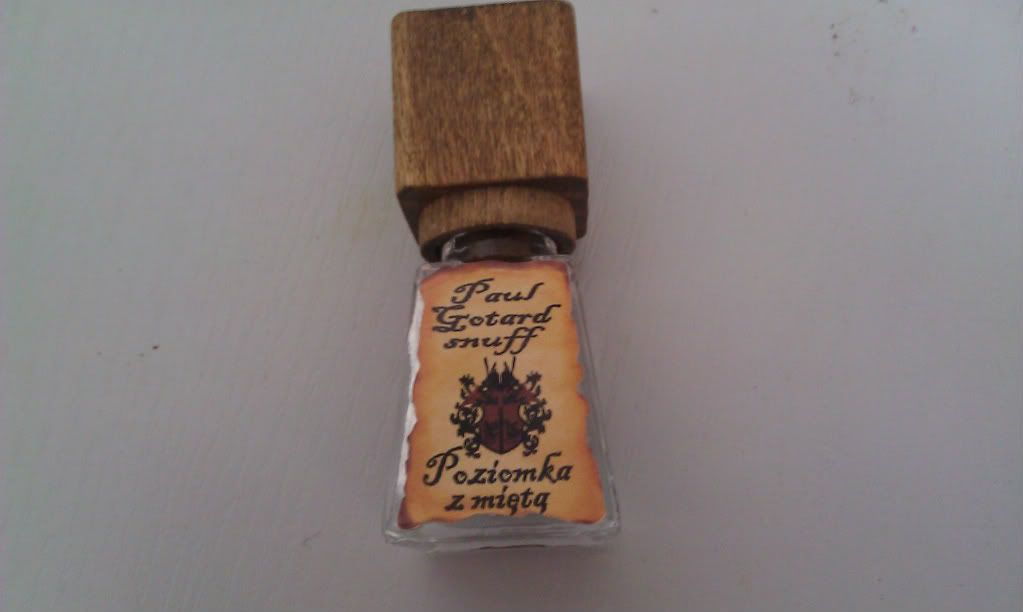 Paul
Gotard
snuff
Poziomka
z miętą